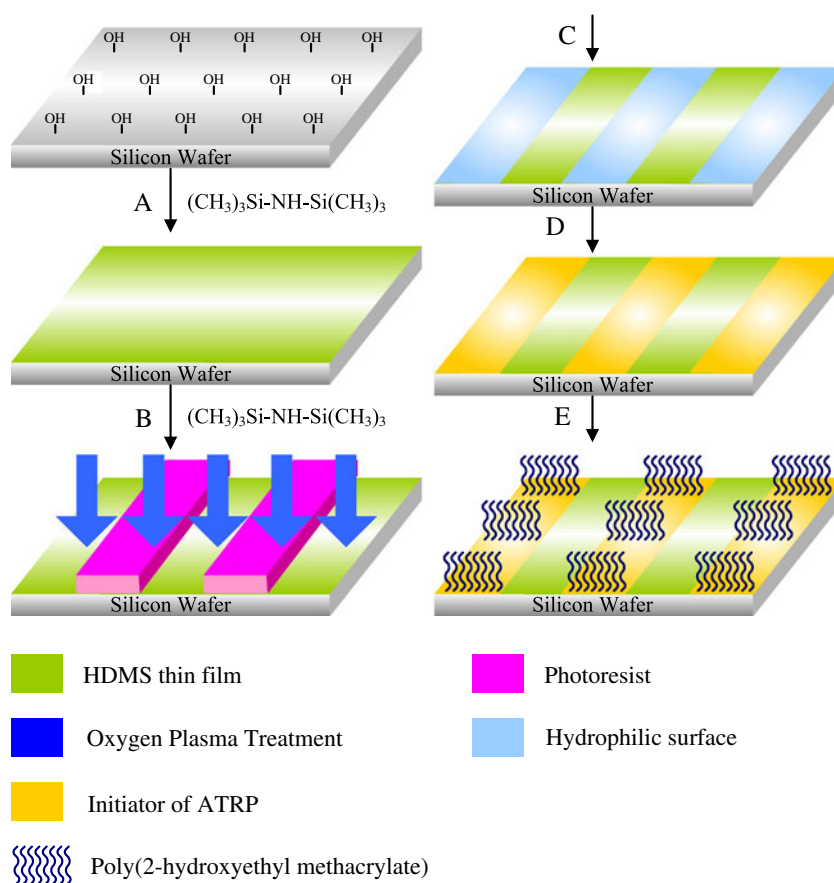 OH OH OH OH OH
OH OH OH OH OH
OH OH OH OH OH
Silicon Wafer
A (CH₃)₃Si-NH-Si(CH₃)₃
Silicon Wafer
B (CH₃)₃Si-NH-Si(CH₃)₃
Silicon Wafer
C
Silicon Wafer
D
Silicon Wafer
E
Silicon Wafer
HDMS thin film
Photoresist
Oxygen Plasma Treatment
Hydrophilic surface
Initiator of ATRP
Poly(2-hydroxyethyl methacrylate)